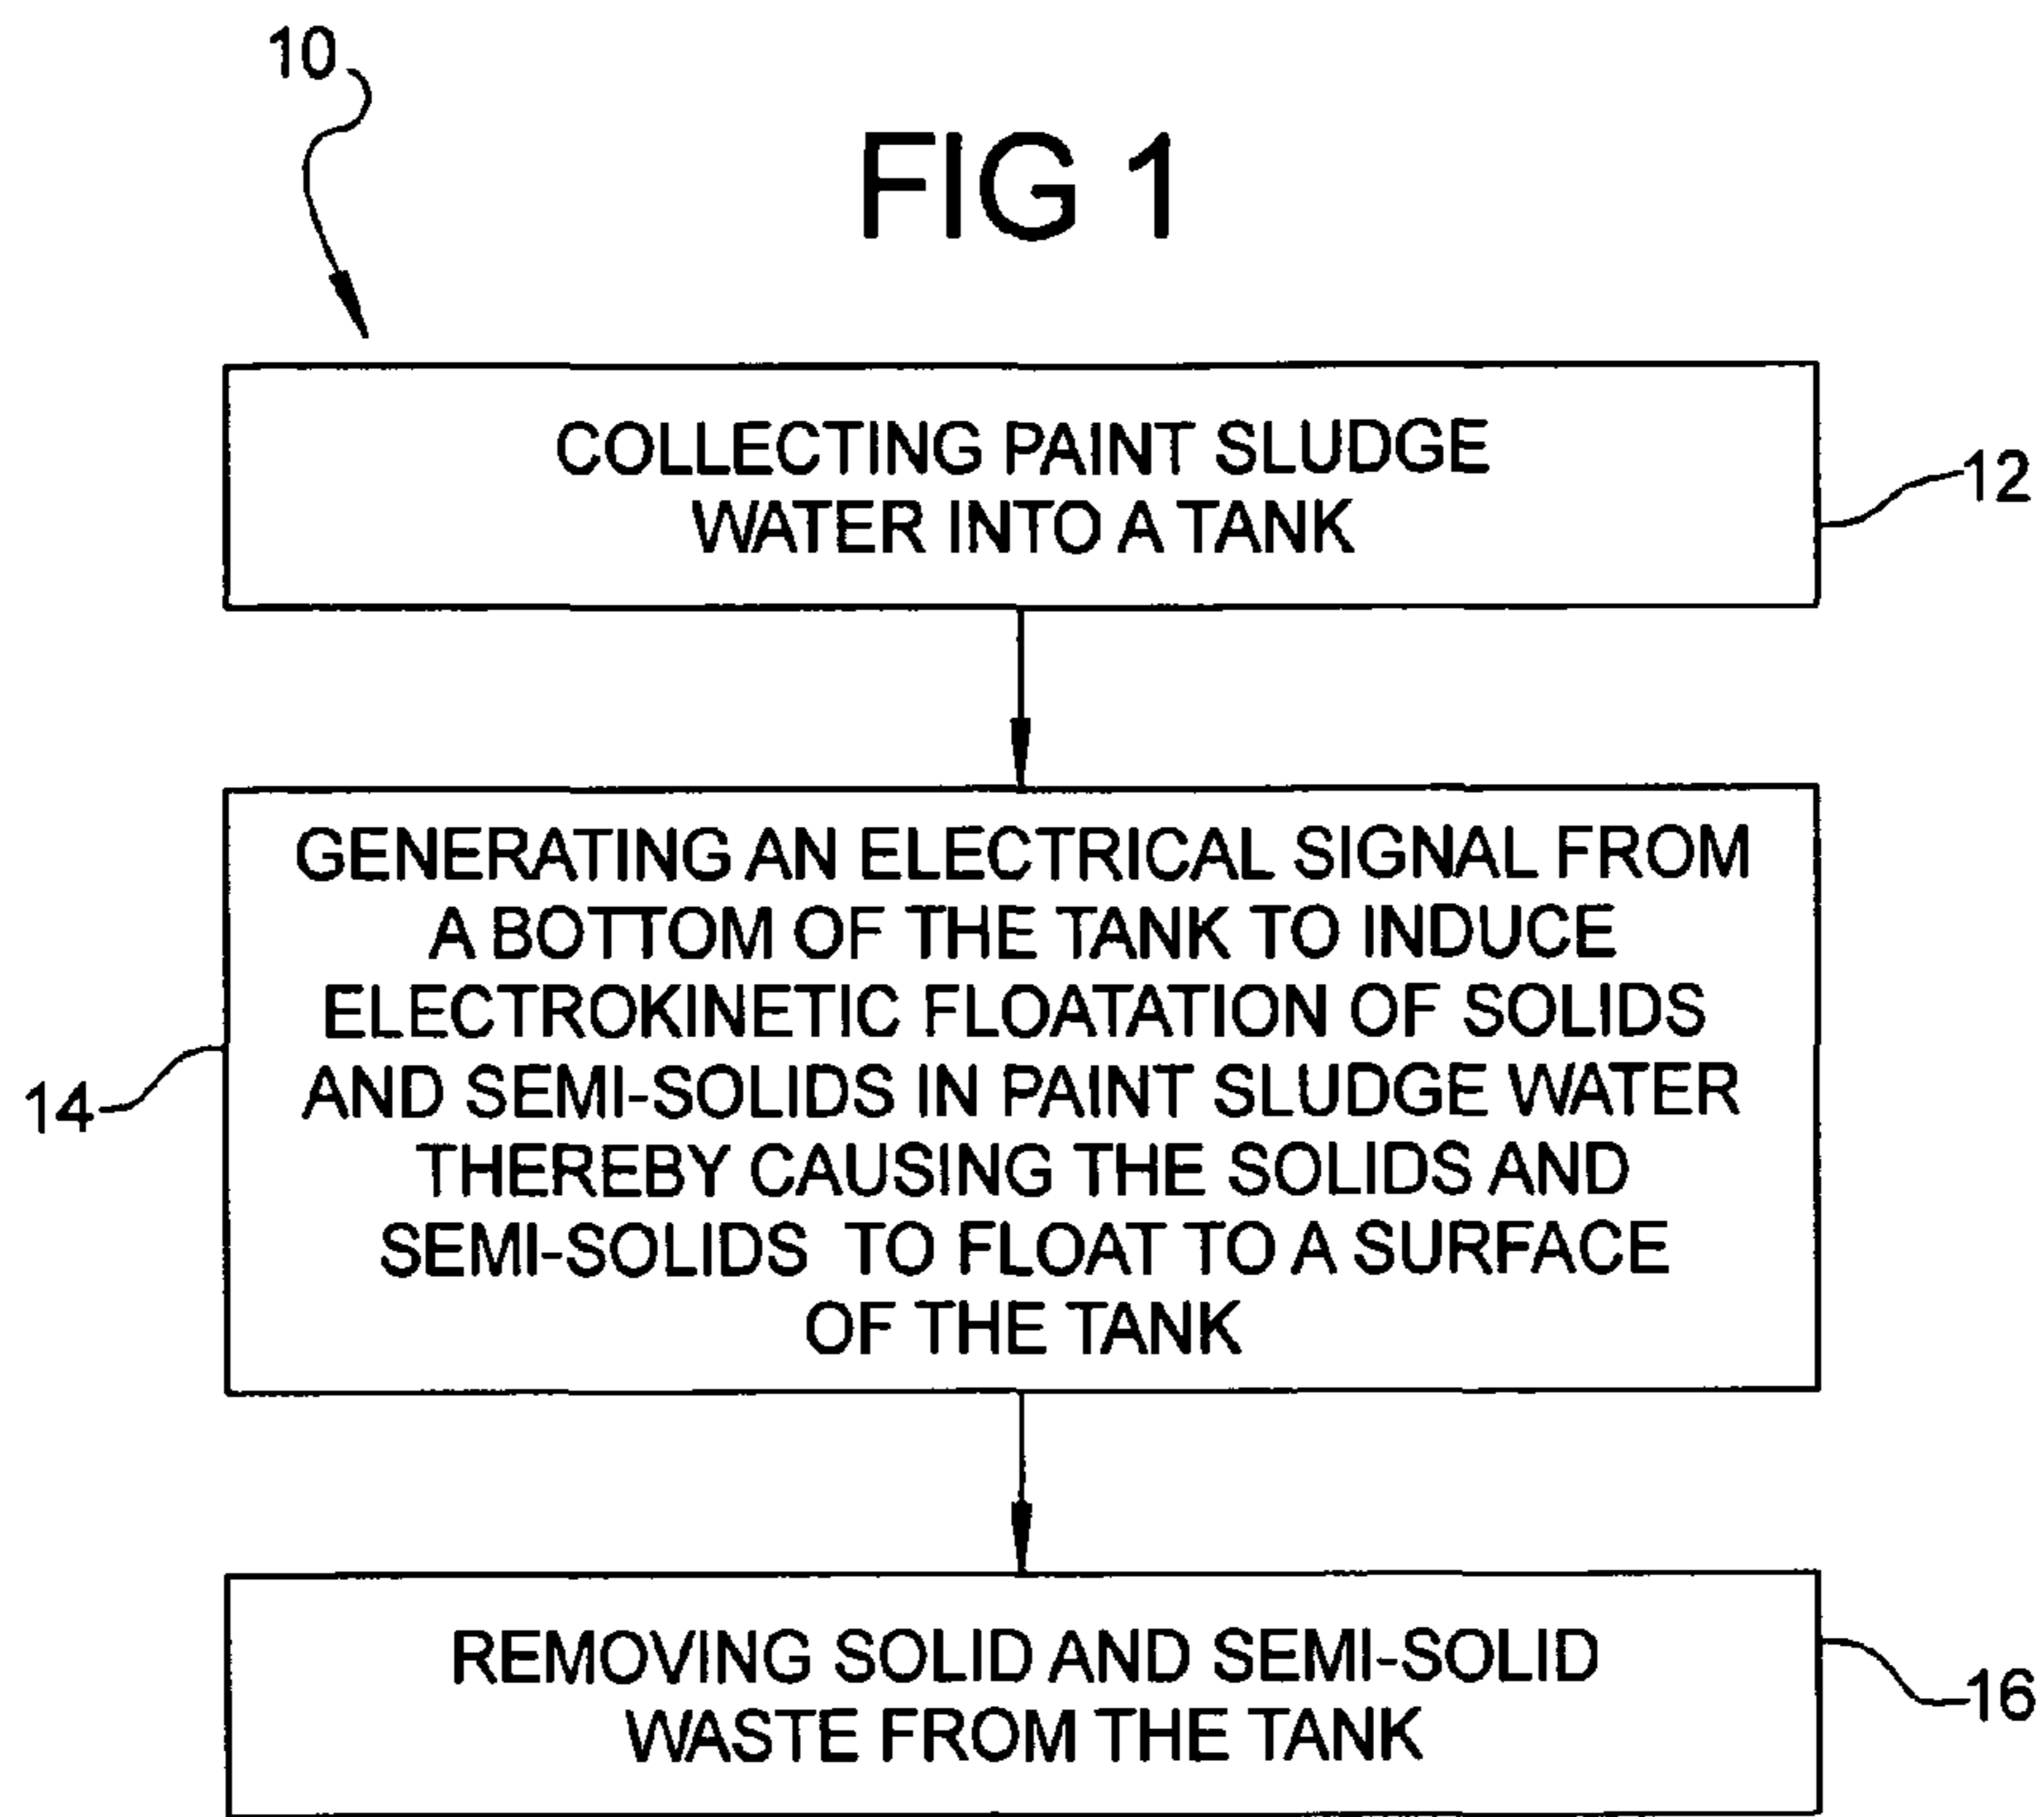 10
FIG 1
COLLECTING PAINT SLUDGE
WATER INTO A TANK
12
GENERATING AN ELECTRICAL SIGNAL FROM
A BOTTOM OF THE TANK TO INDUCE
ELECTROKINETIC FLOATATION OF SOLIDS
AND SEMI-SOLIDS IN PAINT SLUDGE WATER
THEREBY CAUSING THE SOLIDS AND
SEMI-SOLIDS TO FLOAT TO A SURFACE
OF THE TANK
14
REMOVING SOLID AND SEMI-SOLID
WASTE FROM THE TANK
16